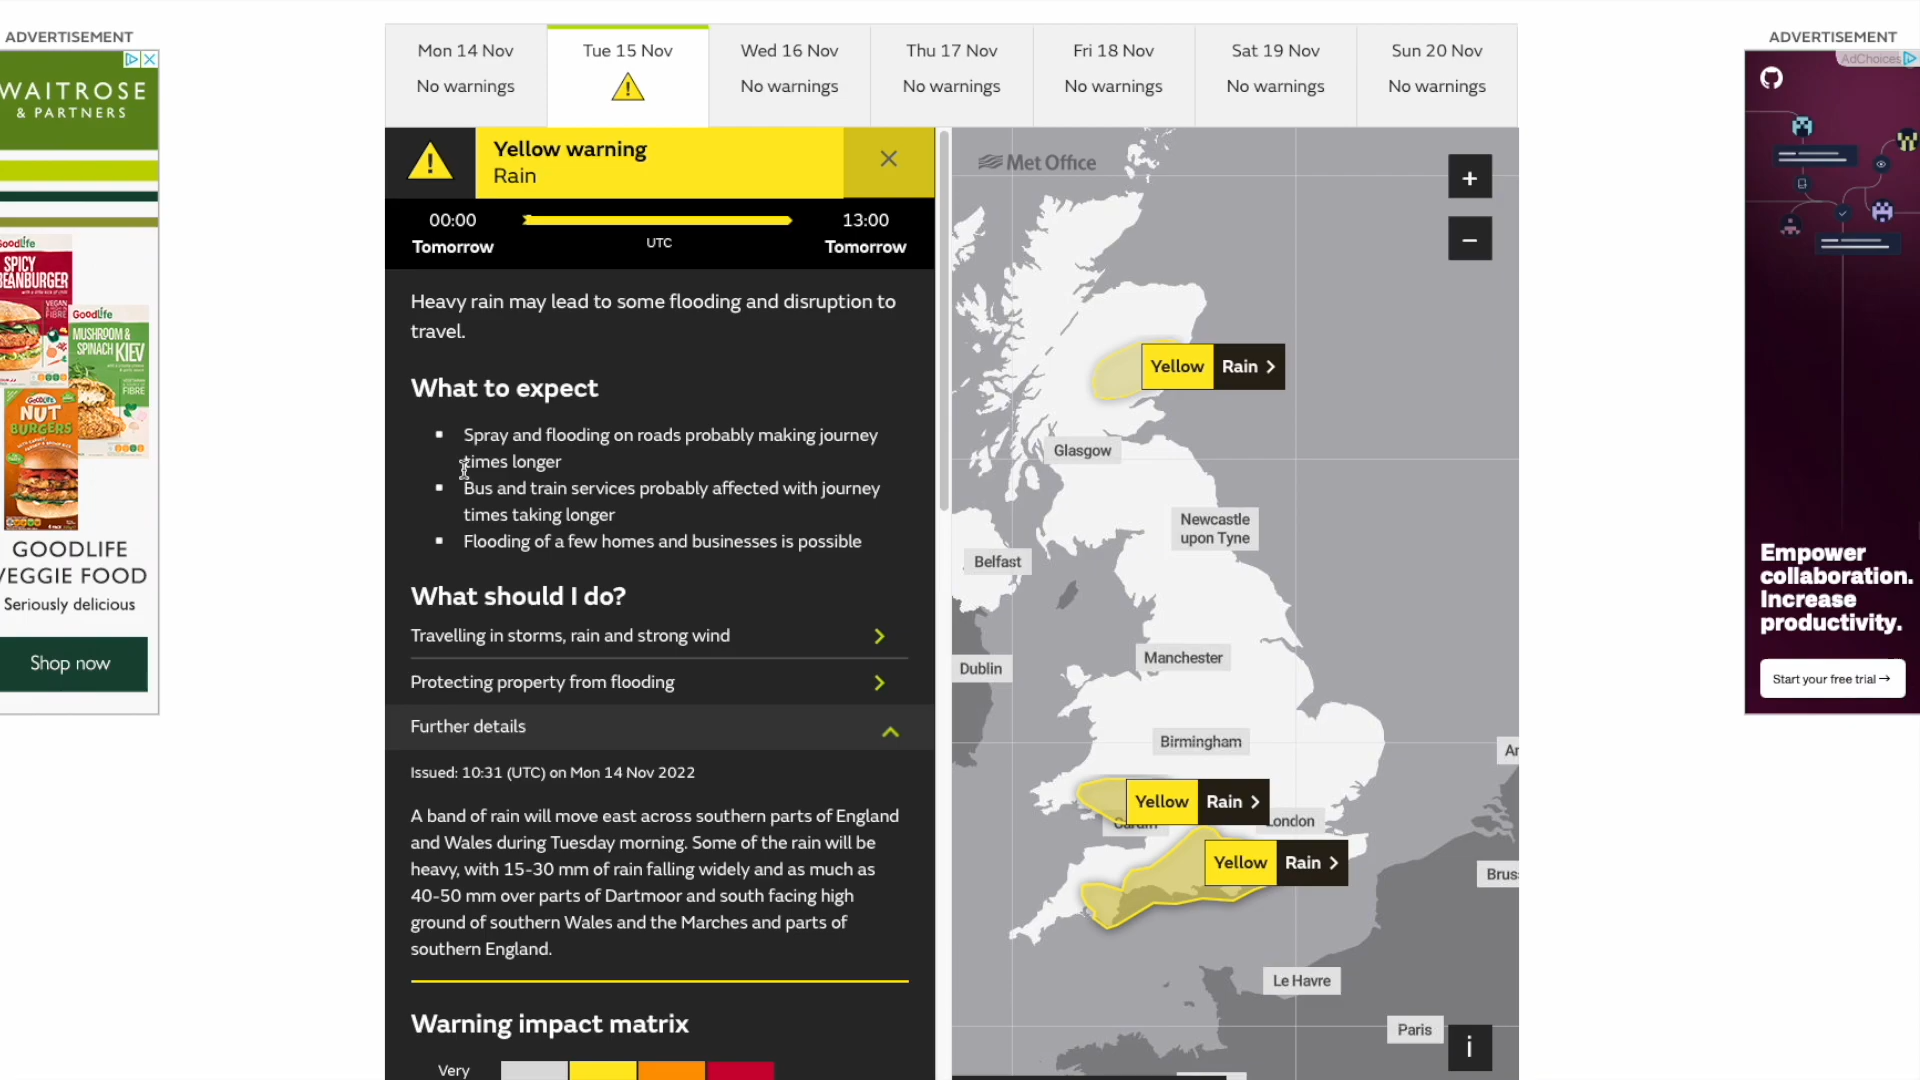 ADVERTISEMENT
WAITROSE
& PARTNERS
GoodLife
SPICY
BEANBURGER
VEGAN
GoodLife
MUSHROOM &
SPINACH KIEV
GoodLife
NUT
BURGERS
GOODLIFE
VEGGIE FOOD
Seriously delicious
Shop now
Mon 14 Nov
No warnings
Tue 15 Nov
Wed 16 Nov
No warnings
Thu 17 Nov
No warnings
Fri 18 Nov
No warnings
Sat 19 Nov
No warnings
Sun 20 Nov
No warnings
Yellow warning
Rain
00:00
Tomorrow
UTC
13:00
Tomorrow
Heavy rain may lead to some flooding and disruption to
travel.
What to expect
Spray and flooding on roads probably making journey
times longer
Bus and train services probably affected with journey
times taking longer
Flooding of a few homes and businesses is possible
What should I do?
Travelling in storms, rain and strong wind
Protecting property from flooding
Further details
Issued: 10:31 (UTC) on Mon 14 Nov 2022
A band of rain will move east across southern parts of England
and Wales during Tuesday morning. Some of the rain will be
heavy, with 15-30 mm of rain falling widely and as much as
40-50 mm over parts of Dartmoor and south facing high
ground of southern Wales and the Marches and parts of
southern England.
Warning impact matrix
Very
Met Office
+
−
Yellow Rain
Glasgow
Newcastle
upon Tyne
Belfast
Dublin
Manchester
Birmingham
Yellow Rain
Cardiff
London
Yellow Rain
Brus
Le Havre
Paris
i
ADVERTISEMENT
AdChoices
Empower
collaboration.
Increase
productivity.
Start your free trial →